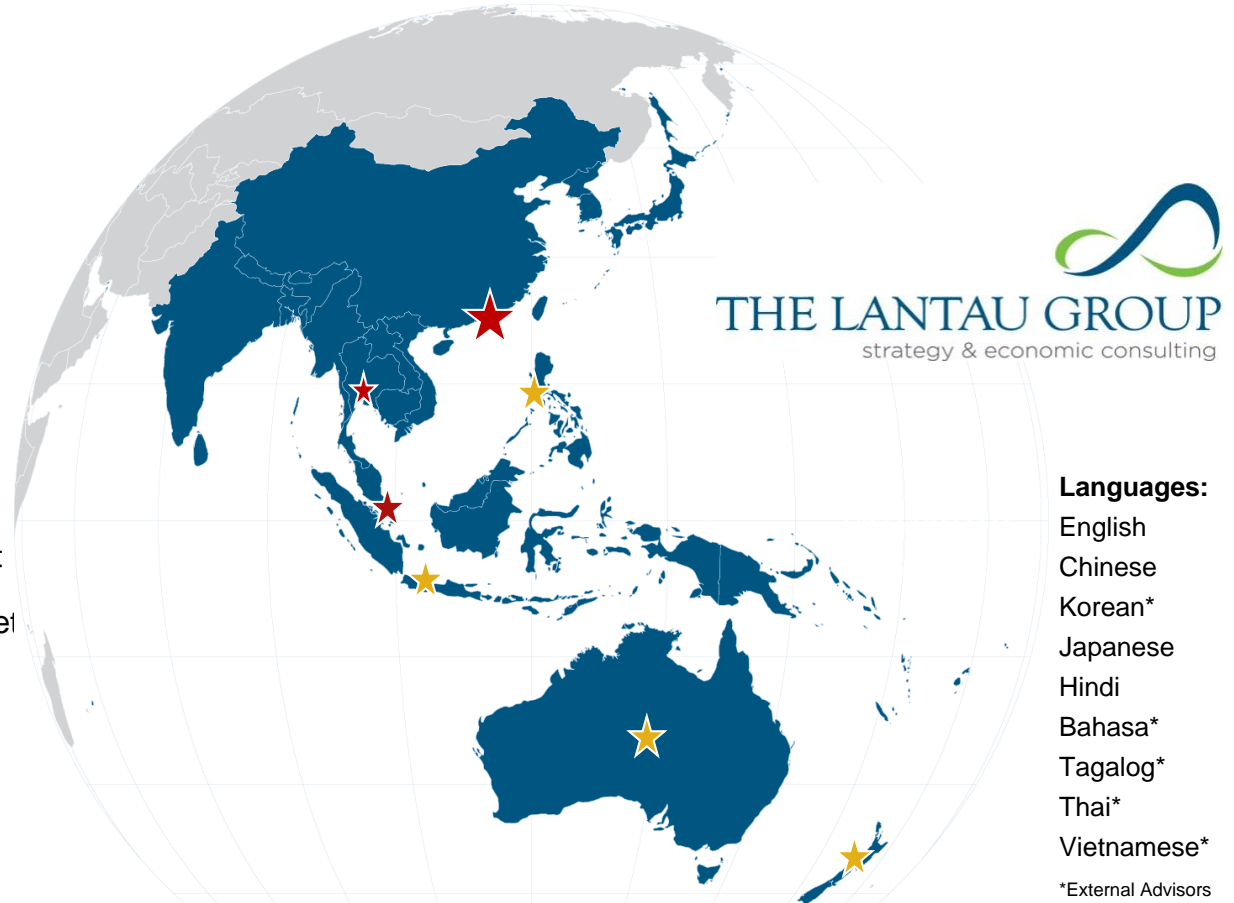 THE LANTAU GROUP
strategy & economic consulting
Languages:
English
Chinese
Korean*
Japanese
Hindi
Bahasa*
Tagalog*
Thai*
Vietnamese*
*External Advisors